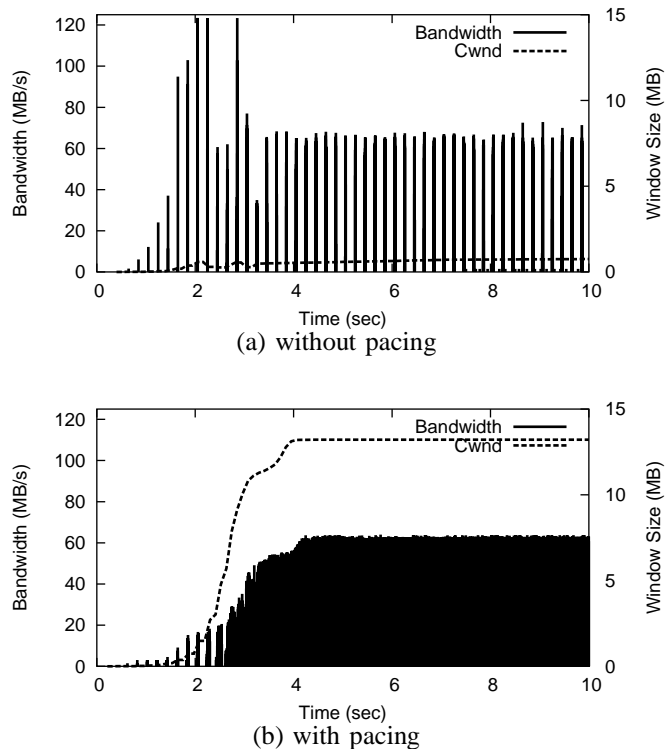 120
100
80
60
40
20
0
Bandwidth (MB/s)
15
10
5
0
Window Size (MB)
Bandwidth
Cwnd
0 2 4 6 8 10
Time (sec)
(a) without pacing
120
100
80
60
40
20
0
Bandwidth (MB/s)
15
10
5
0
Window Size (MB)
Bandwidth
Cwnd
0 2 4 6 8 10
Time (sec)
(b) with pacing